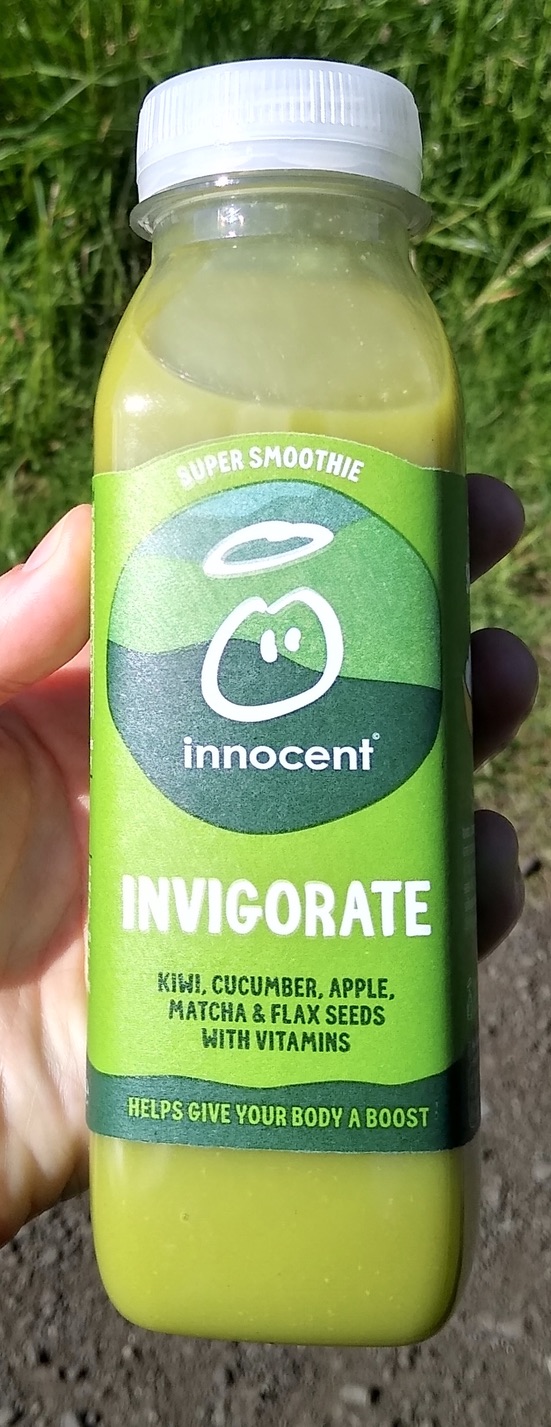 SUPER SMOOTHIE
innocent®
INVIGORATE
KIWI, CUCUMBER, APPLE,
MATCHA & FLAX SEEDS
WITH VITAMINS
HELPS GIVE YOUR BODY A BOOST